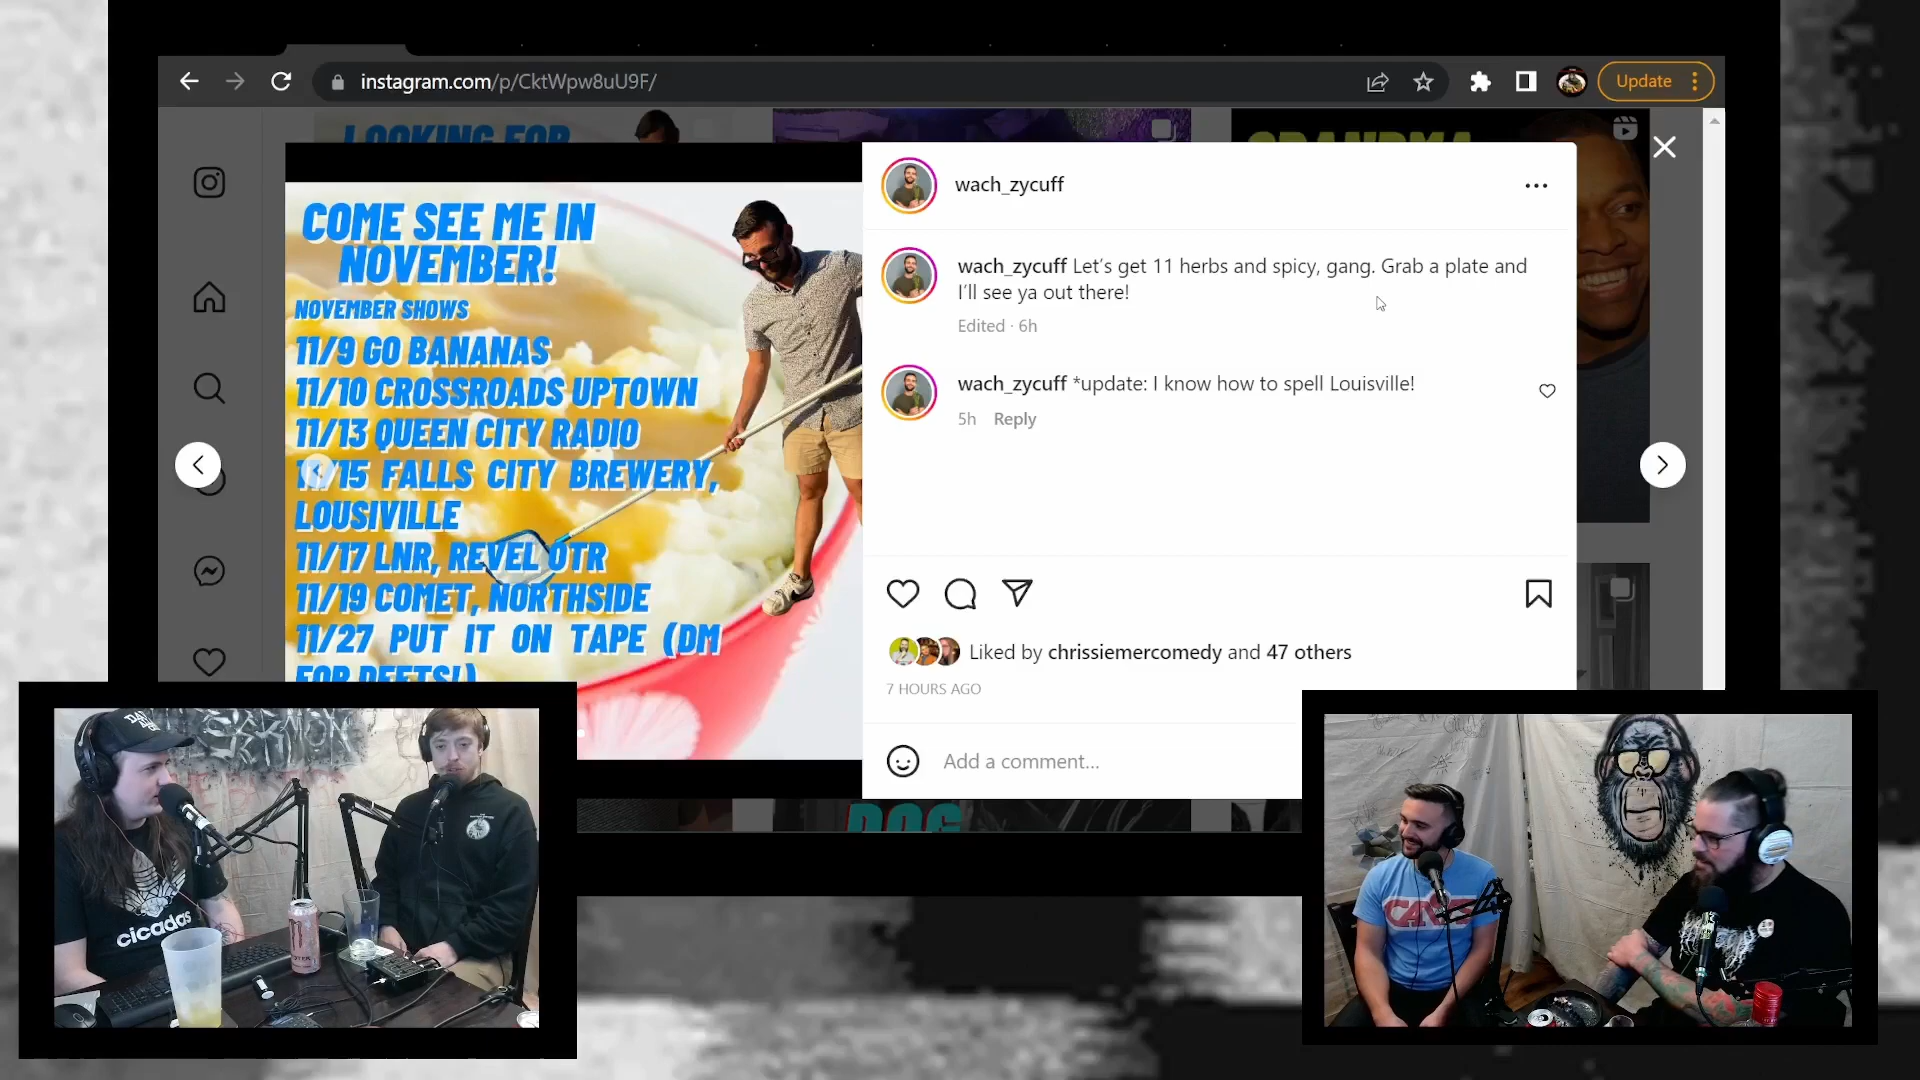 instagram.com/p/CktWpw8uU9F/
Update
LOOKING FOR
GRANDMA
wach_zycuff
COME SEE ME IN
NOVEMBER!
NOVEMBER SHOWS
11/9 GO BANANAS
11/10 CROSSROADS UPTOWN
11/13 QUEEN CITY RADIO
11/15 FALLS CITY BREWERY,
LOUSIVILLE
11/17 LNR, REVEL OTR
11/19 COMET, NORTHSIDE
11/27 PUT IT ON TAPE (DM
FOR DEETS!)
wach_zycuff Let's get 11 herbs and spicy, gang. Grab a plate and
I'll see ya out there!
Edited · 6h
wach_zycuff *update: I know how to spell Louisville!
5h Reply
Liked by chrissiemercomedy and 47 others
7 HOURS AGO
Add a comment...
DOG
cicadas